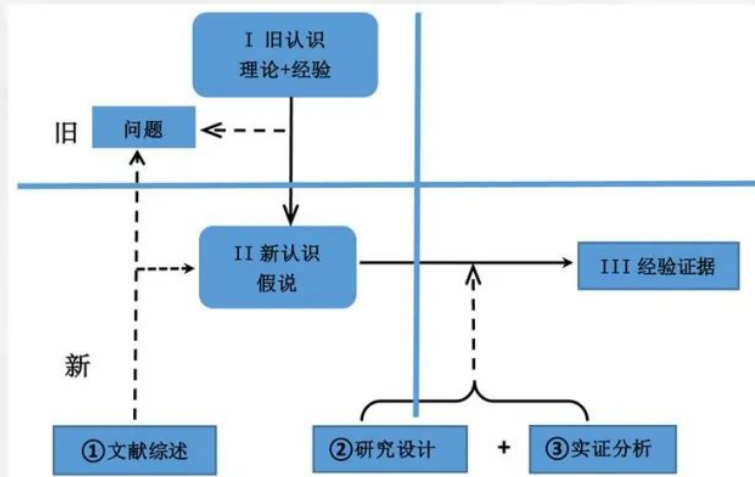 I 旧认识
理论+经验
旧
问题
II 新认识
假说
III 经验证据
新
①文献综述
②研究设计
+
③实证分析